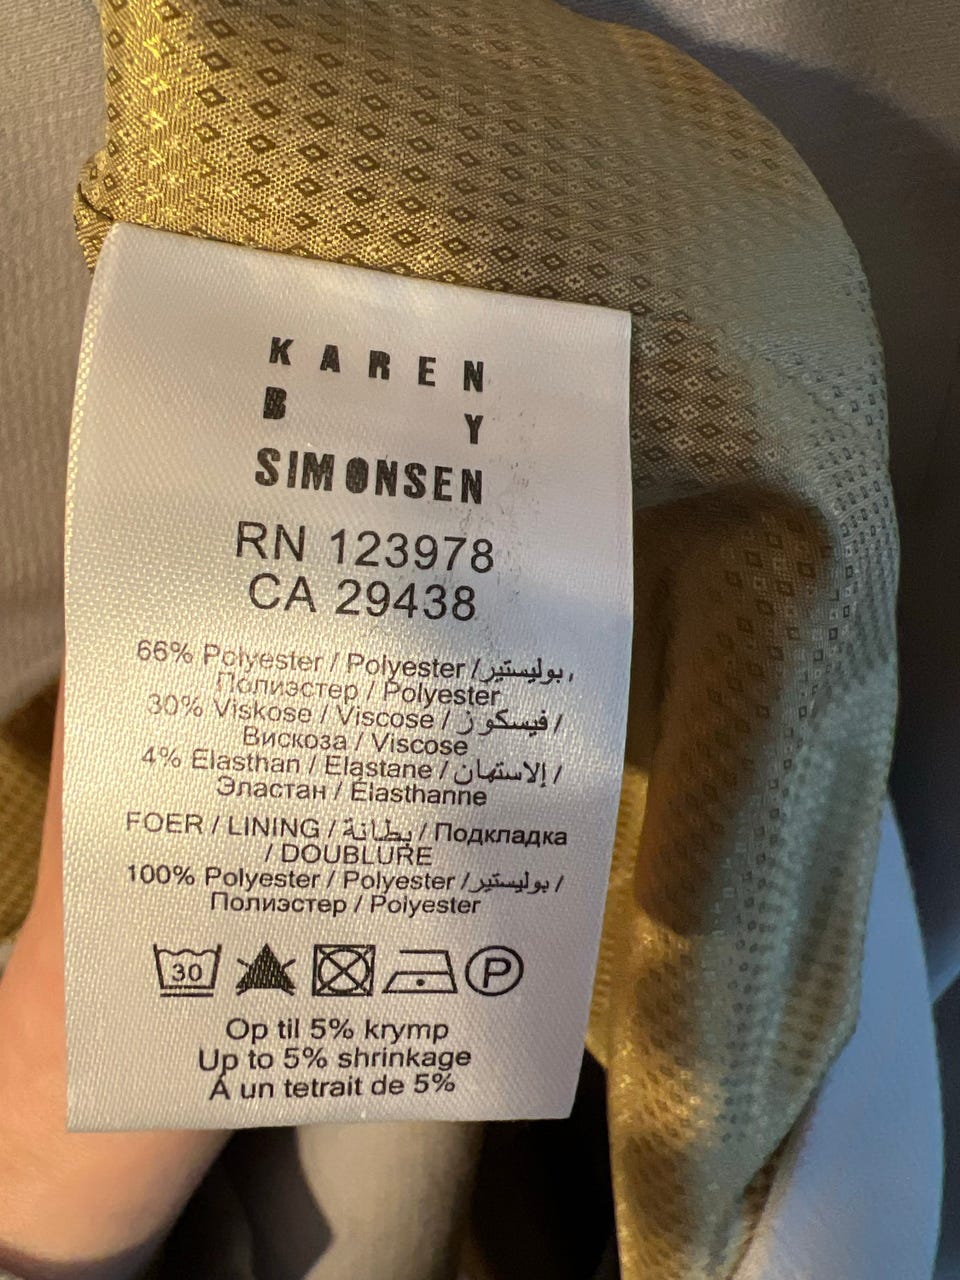 KAREN
B Y
SIMONSEN
RN 123978
CA 29438
66% Polyester / Polyester / بوليستير,
Полиэстер / Polyester
30% Viskose / Viscose / فيسكوز /
Вискоза / Viscose
4% Elasthan / Elastane / إلاستهان /
Эластан / Élasthanne
FOER / LINING / بطانة / Подкладка
/ DOUBLURE
100% Polyester / Polyester / بوليستير /
Полиэстер / Polyester
30
P
Op til 5% krymp
Up to 5% shrinkage
À un tetrait de 5%